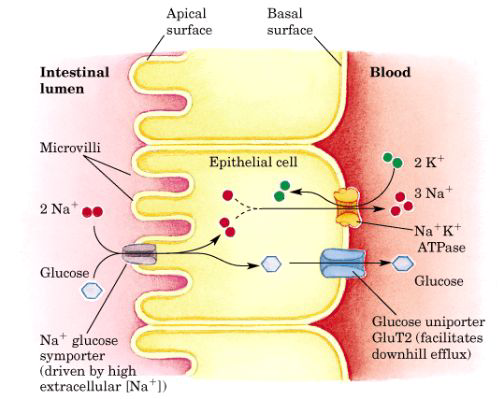 Apical
surface
Basal
surface
Intestinal
lumen
Blood
Microvilli
Epithelial cell
2 K⁺
2 Na⁺
3 Na⁺
Na⁺K⁺
ATPase
Glucose
Glucose
Na⁺ glucose
symporter
(driven by high
extracellular [Na⁺])
Glucose uniporter
GluT2 (facilitates
downhill efflux)